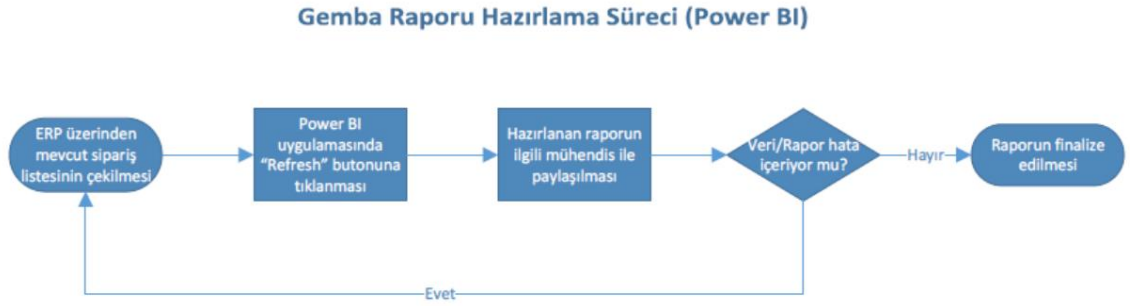 Gemba Raporu Hazırlama Süreci (Power BI)
ERP üzerinden
mevcut sipariş
listesinin çekilmesi
Power BI
uygulamasında
“Refresh” butonuna
tıklanması
Hazırlanan raporun
ilgili mühendis ile
paylaşılması
Veri/Rapor hata
içeriyor mu?
Hayır
Raporun finalize
edilmesi
Evet